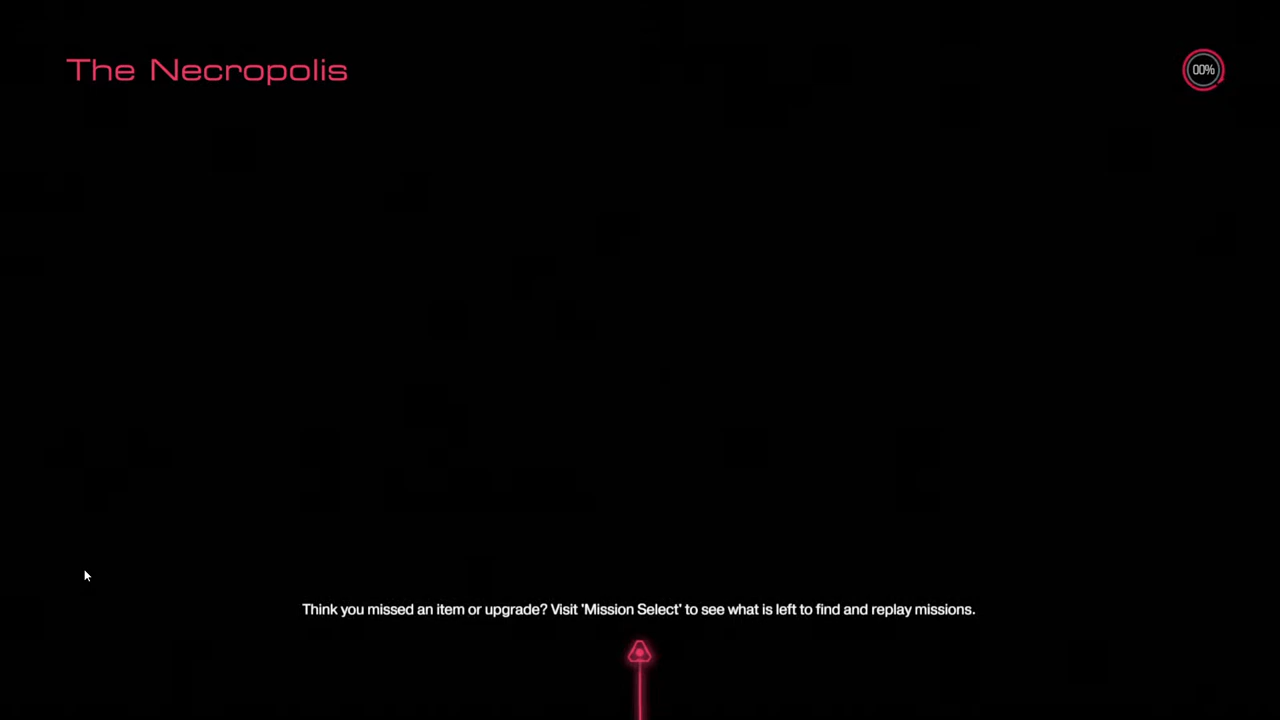 The Necropolis
00%
Think you missed an item or upgrade? Visit 'Mission Select' to see what is left to find and replay missions.